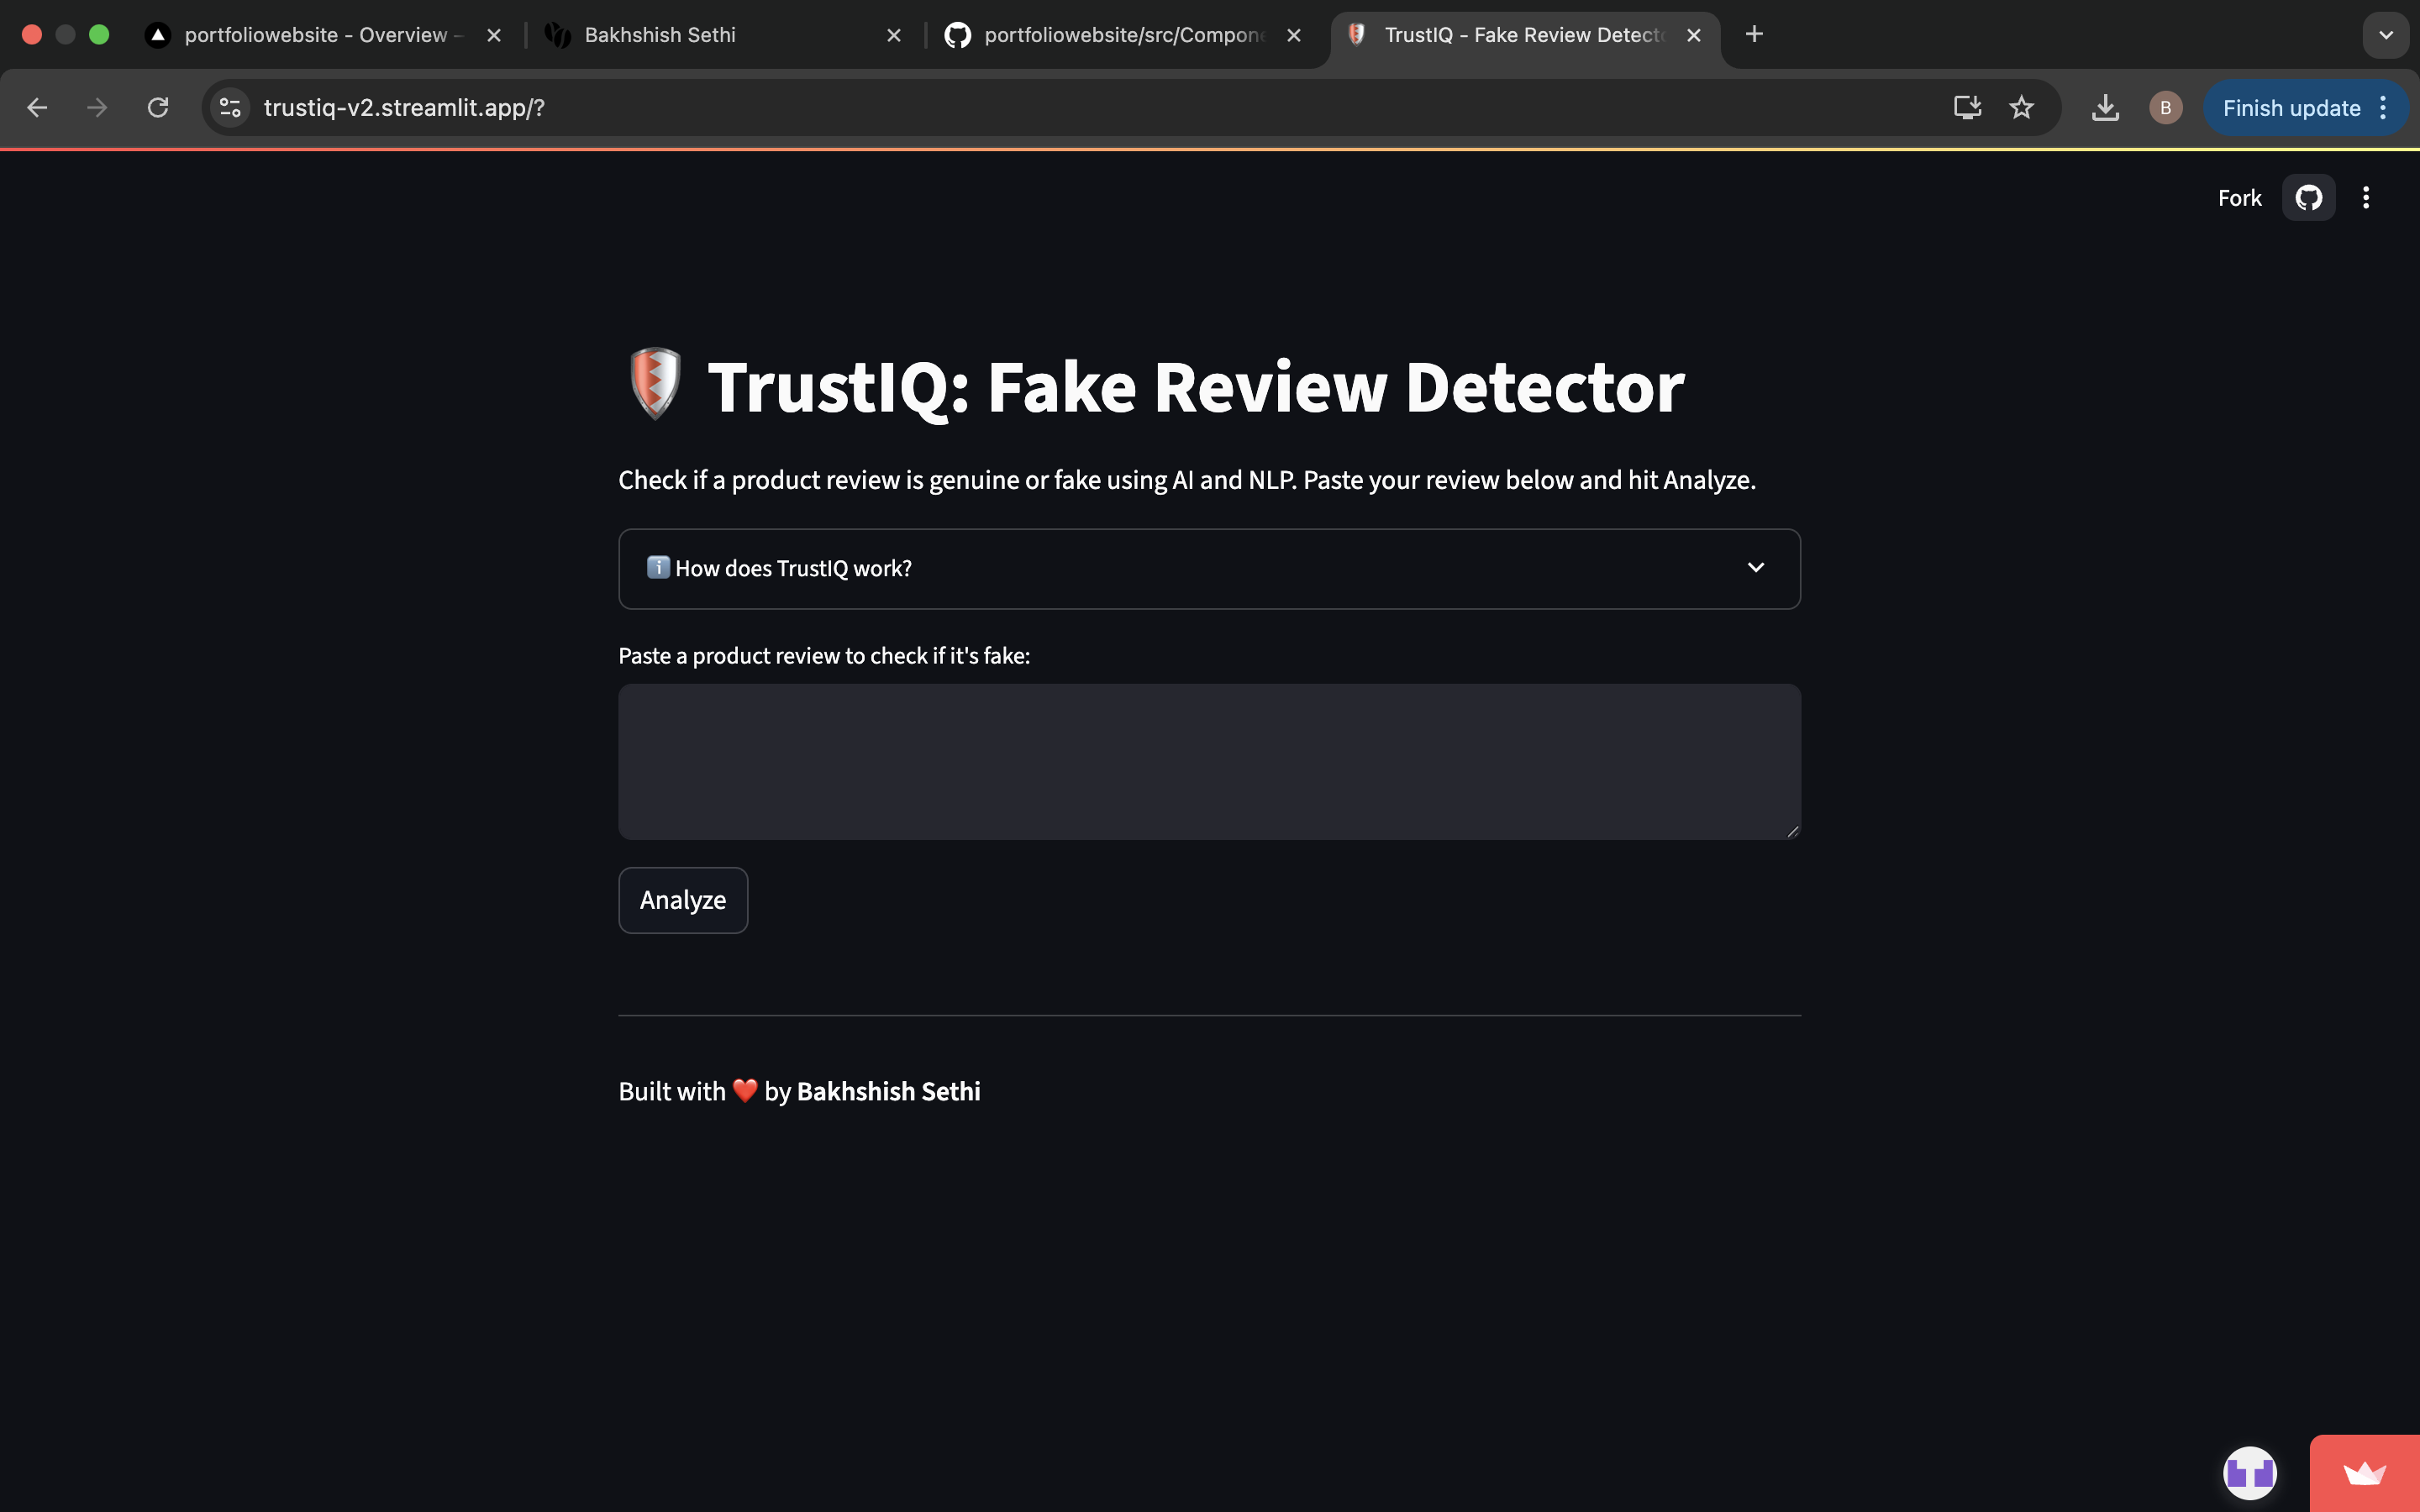 portfoliowebsite - Overview –
Bakhshish Sethi
portfoliowebsite/src/Compone
TrustIQ - Fake Review Detect
trustiq-v2.streamlit.app/?
B
Finish update
Fork
TrustIQ: Fake Review Detector
Check if a product review is genuine or fake using AI and NLP. Paste your review below and hit Analyze.
How does TrustIQ work?
Paste a product review to check if it's fake:
Analyze
Built with ❤️ by Bakhshish Sethi